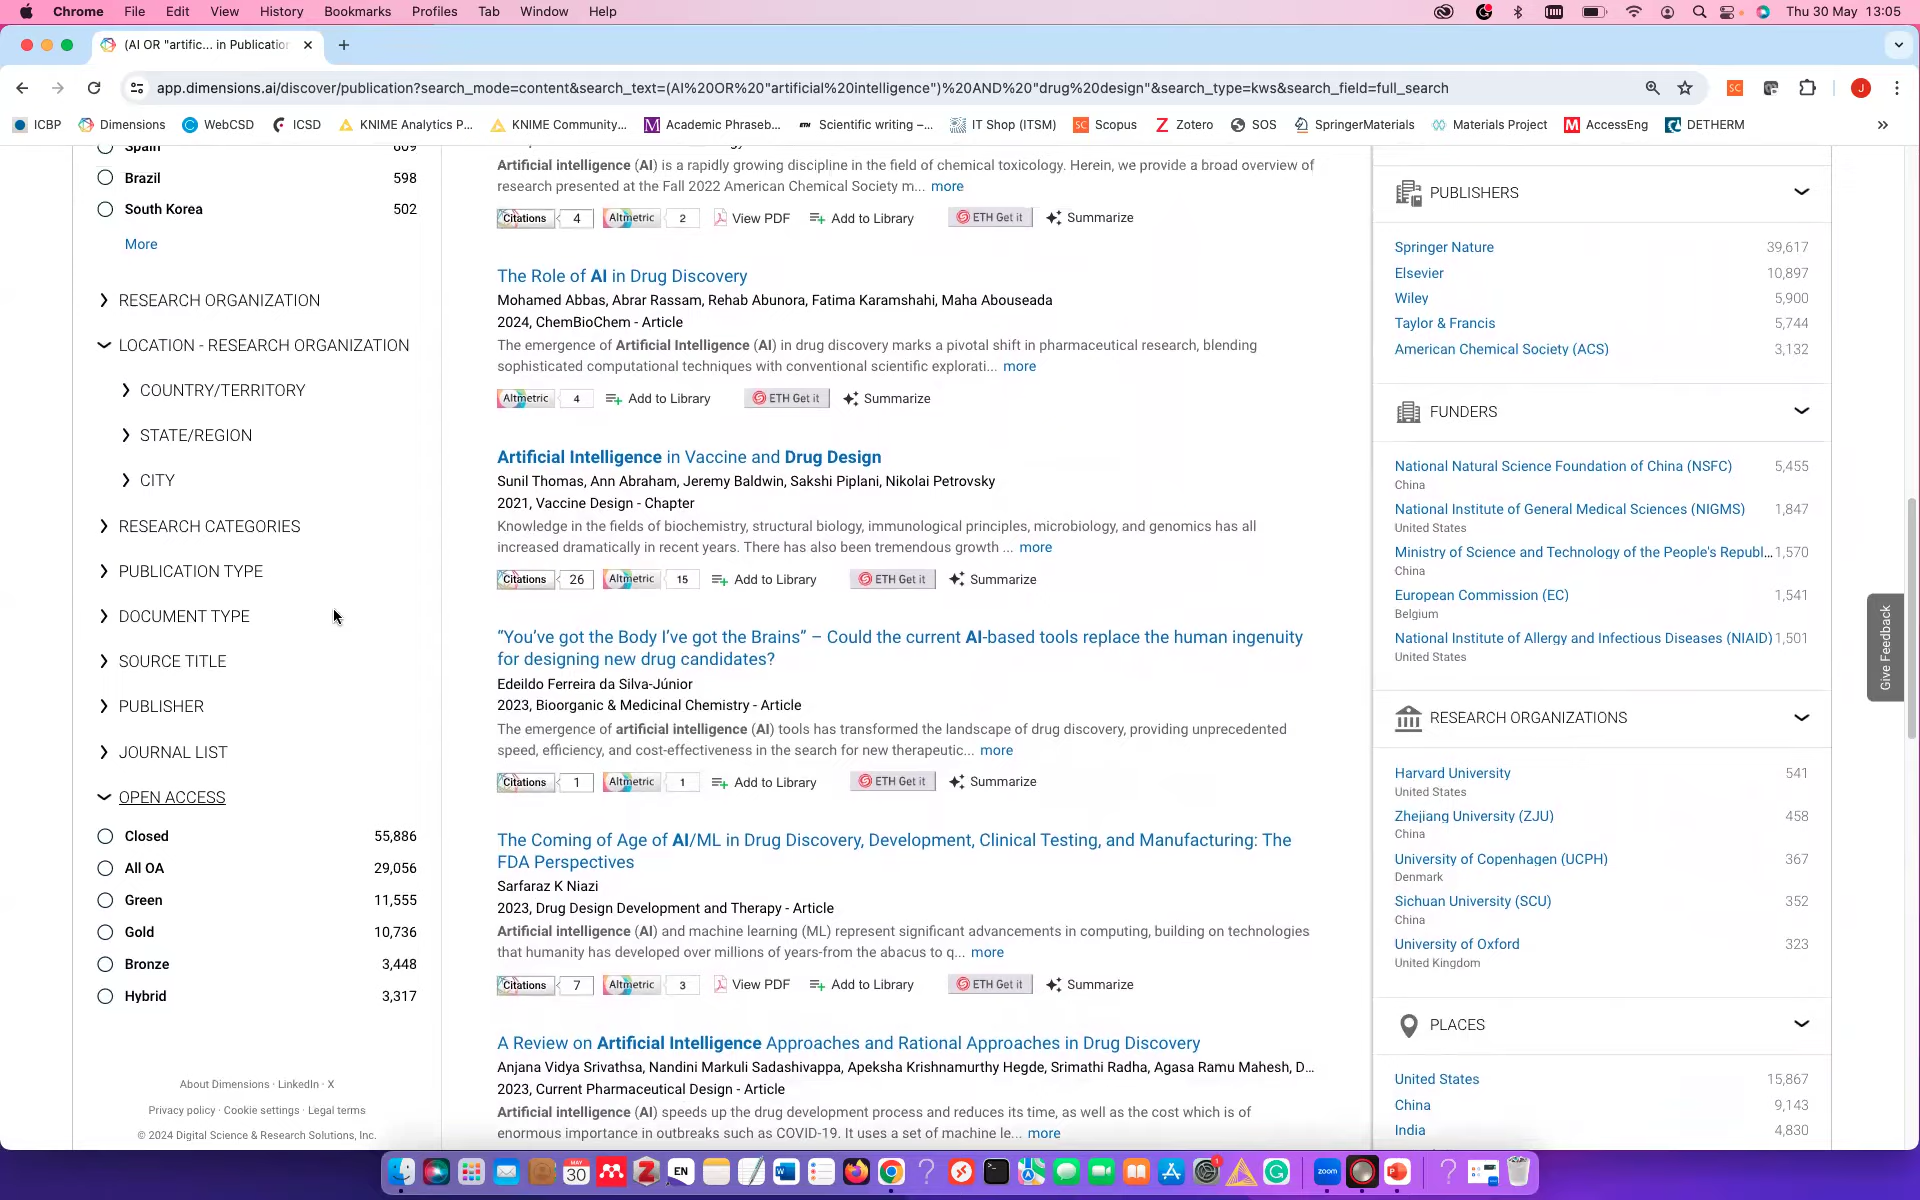 Chrome File Edit View History Bookmarks Profiles Tab Window Help Thu 30 May 13:05
(AI OR "artific... in Publication
app.dimensions.ai/discover/publication?search_mode=content&search_text=(AI%20OR%20"artificial%20intelligence")%20AND%20"drug%20design"&search_type=kws&search_field=full_search
ICBP Dimensions WebCSD ICSD KNIME Analytics P... KNIME Community... Academic Phraseb... Scientific writing –... IT Shop (ITSM) Scopus Zotero SOS SpringerMaterials Materials Project AccessEng DETHERM
Spain 609
Brazil 598
South Korea 502
More
RESEARCH ORGANIZATION
LOCATION - RESEARCH ORGANIZATION
COUNTRY/TERRITORY
STATE/REGION
CITY
RESEARCH CATEGORIES
PUBLICATION TYPE
DOCUMENT TYPE
SOURCE TITLE
PUBLISHER
JOURNAL LIST
OPEN ACCESS
Closed 55,886
All OA 29,056
Green 11,555
Gold 10,736
Bronze 3,448
Hybrid 3,317
About Dimensions · LinkedIn · X
Privacy policy · Cookie settings · Legal terms
© 2024 Digital Science & Research Solutions, Inc.
Artificial intelligence (AI) is a rapidly growing discipline in the field of chemical toxicology. Herein, we provide a broad overview of
research presented at the Fall 2022 American Chemical Society m... more
Citations 4 Altmetric 2 View PDF Add to Library ETH Get it Summarize
The Role of AI in Drug Discovery
Mohamed Abbas, Abrar Rassam, Rehab Abunora, Fatima Karamshahi, Maha Abouseada
2024, ChemBioChem - Article
The emergence of Artificial Intelligence (AI) in drug discovery marks a pivotal shift in pharmaceutical research, blending
sophisticated computational techniques with conventional scientific explorati... more
Altmetric 4 Add to Library ETH Get it Summarize
Artificial Intelligence in Vaccine and Drug Design
Sunil Thomas, Ann Abraham, Jeremy Baldwin, Sakshi Piplani, Nikolai Petrovsky
2021, Vaccine Design - Chapter
Knowledge in the fields of biochemistry, structural biology, immunological principles, microbiology, and genomics has all
increased dramatically in recent years. There has also been tremendous growth ... more
Citations 26 Altmetric 15 Add to Library ETH Get it Summarize
“You’ve got the Body I’ve got the Brains” – Could the current AI-based tools replace the human ingenuity
for designing new drug candidates?
Edeildo Ferreira da Silva-Júnior
2023, Bioorganic & Medicinal Chemistry - Article
The emergence of artificial intelligence (AI) tools has transformed the landscape of drug discovery, providing unprecedented
speed, efficiency, and cost-effectiveness in the search for new therapeutic... more
Citations 1 Altmetric 1 Add to Library ETH Get it Summarize
The Coming of Age of AI/ML in Drug Discovery, Development, Clinical Testing, and Manufacturing: The
FDA Perspectives
Sarfaraz K Niazi
2023, Drug Design Development and Therapy - Article
Artificial intelligence (AI) and machine learning (ML) represent significant advancements in computing, building on technologies
that humanity has developed over millions of years-from the abacus to q... more
Citations 7 Altmetric 3 View PDF Add to Library ETH Get it Summarize
A Review on Artificial Intelligence Approaches and Rational Approaches in Drug Discovery
Anjana Vidya Srivathsa, Nandini Markuli Sadashivappa, Apeksha Krishnamurthy Hegde, Srimathi Radha, Agasa Ramu Mahesh, D...
2023, Current Pharmaceutical Design - Article
Artificial intelligence (AI) speeds up the drug development process and reduces its time, as well as the cost which is of
enormous importance in outbreaks such as COVID-19. It uses a set of machine le... more
PUBLISHERS
Springer Nature 39,617
Elsevier 10,897
Wiley 5,900
Taylor & Francis 5,744
American Chemical Society (ACS) 3,132
FUNDERS
National Natural Science Foundation of China (NSFC) 5,455
China
National Institute of General Medical Sciences (NIGMS) 1,847
United States
Ministry of Science and Technology of the People's Republ... 1,570
China
European Commission (EC) 1,541
Belgium
National Institute of Allergy and Infectious Diseases (NIAID) 1,501
United States
RESEARCH ORGANIZATIONS
Harvard University 541
United States
Zhejiang University (ZJU) 458
China
University of Copenhagen (UCPH) 367
Denmark
Sichuan University (SCU) 352
China
University of Oxford 323
United Kingdom
PLACES
United States 15,867
China 9,143
India 4,830
Give Feedback